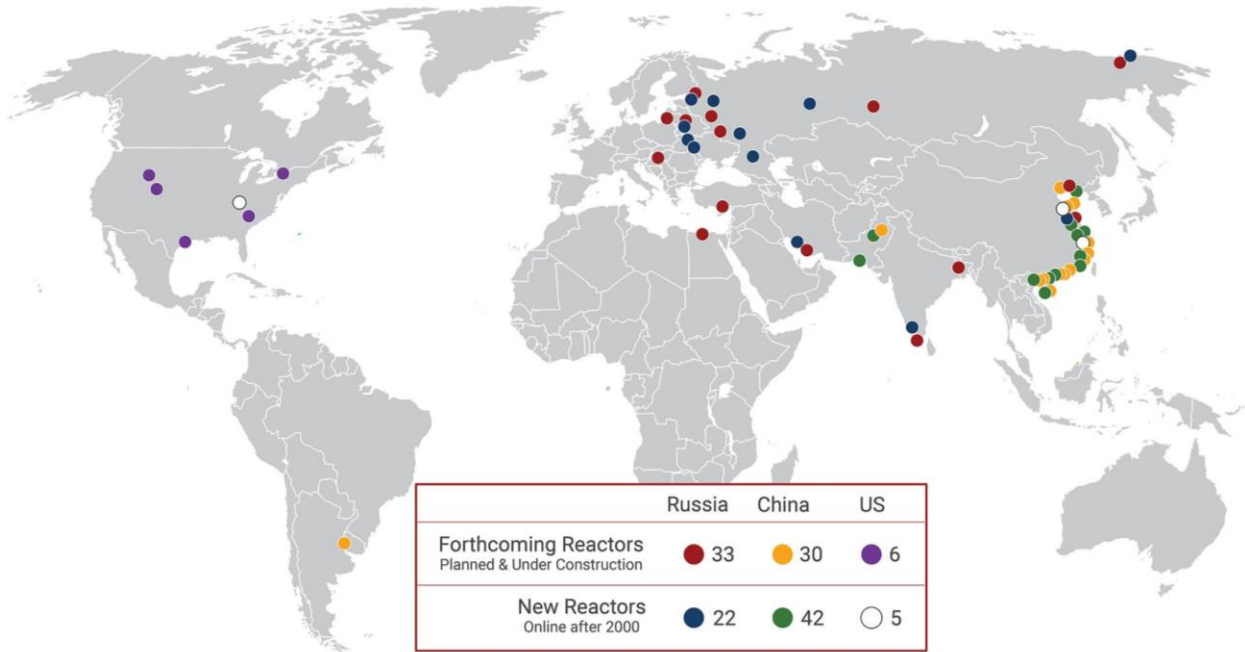 Russia China US
Forthcoming Reactors 33 30 6
Planned & Under Construction
New Reactors 22 42 5
Online after 2000